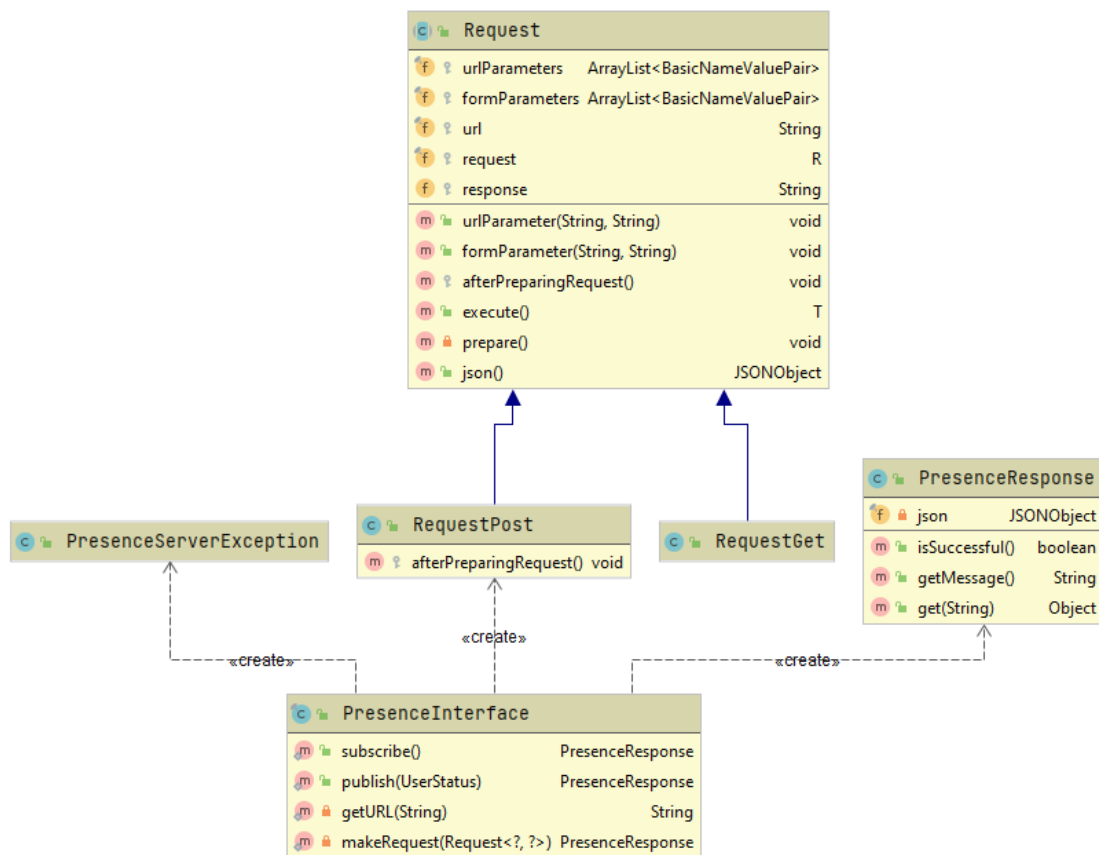 Request
urlParameters ArrayList<BasicNameValuePair>
formParameters ArrayList<BasicNameValuePair>
url String
request R
response String
urlParameter(String, String) void
formParameter(String, String) void
afterPreparingRequest() void
execute() T
prepare() void
json() JSONObject
PresenceServerException
RequestPost
afterPreparingRequest() void
RequestGet
PresenceResponse
json JSONObject
isSuccessful() boolean
getMessage() String
get(String) Object
«create»
«create»
«create»
PresenceInterface
subscribe() PresenceResponse
publish(UserStatus) PresenceResponse
getURL(String) String
makeRequest(Request<?, ?>) PresenceResponse